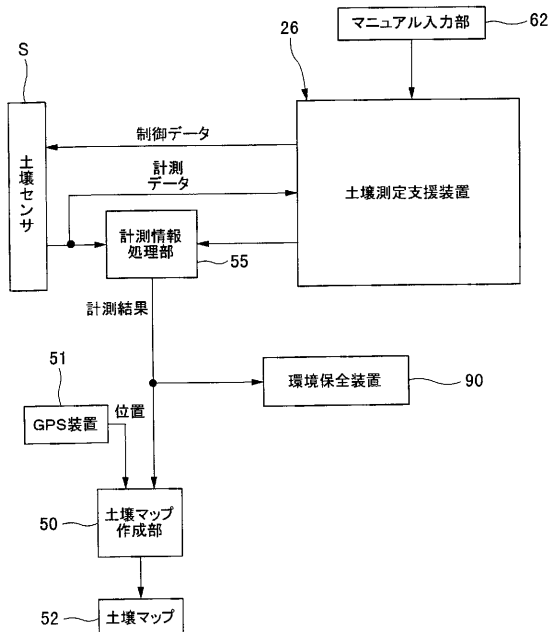 マニュアル入力部
62
26
S
制御データ
土壌センサ
計測
データ
土壌測定支援装置
計測情報
処理部
55
計測結果
51
環境保全装置
90
位置
GPS装置
50
土壌マップ
作成部
52
土壌マップ